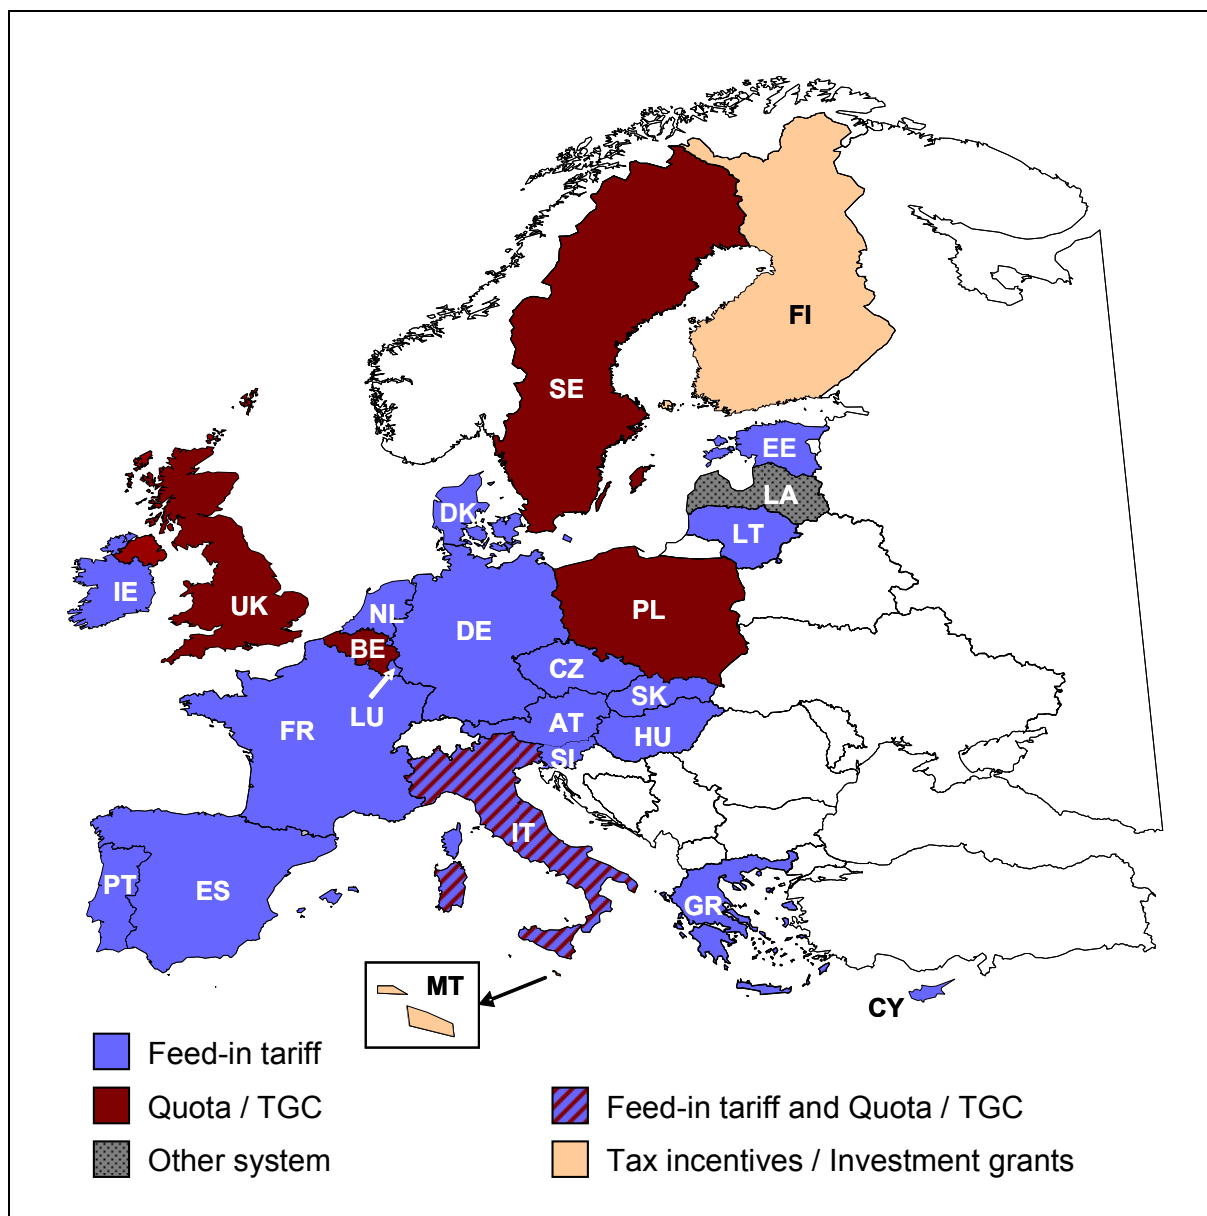 FI
SE
EE
LA
DK
LT
IE
UK
NL
DE
PL
BE
CZ
LU
SK
FR
AT
HU
SI
IT
PT
ES
GR
MT
CY
Feed-in tariff
Quota / TGC
Feed-in tariff and Quota / TGC
Other system
Tax incentives / Investment grants